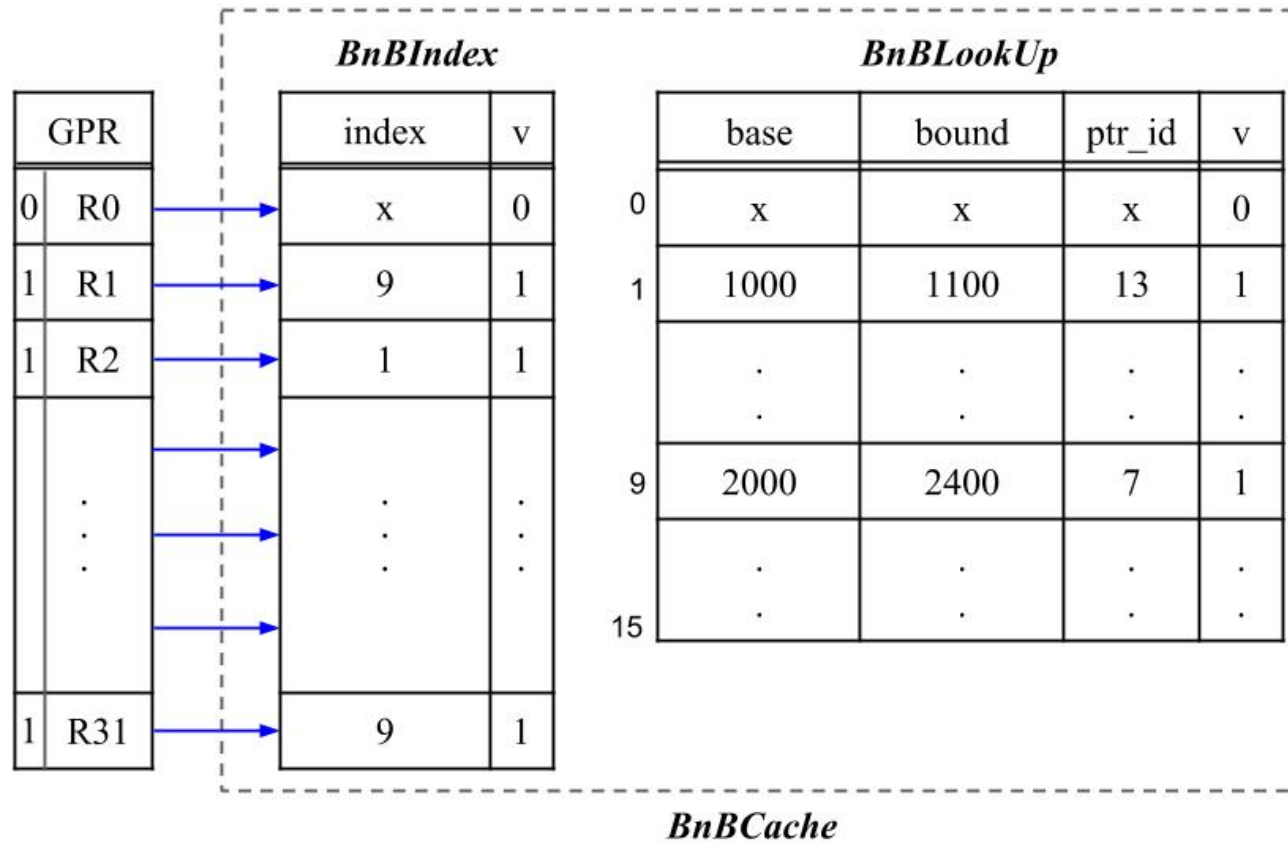 BnBIndex BnBLookUp
GPR index v base bound ptr_id v
0 R0 x 0 0 x x x 0
1 R1 9 1 1 1000 1100 13 1
1 R2 1 1 . . . .
. . . .
9 2000 2400 7 1
. . .
. . .
. . .
. . . .
15 . . . .
1 R31 9 1
BnBCache